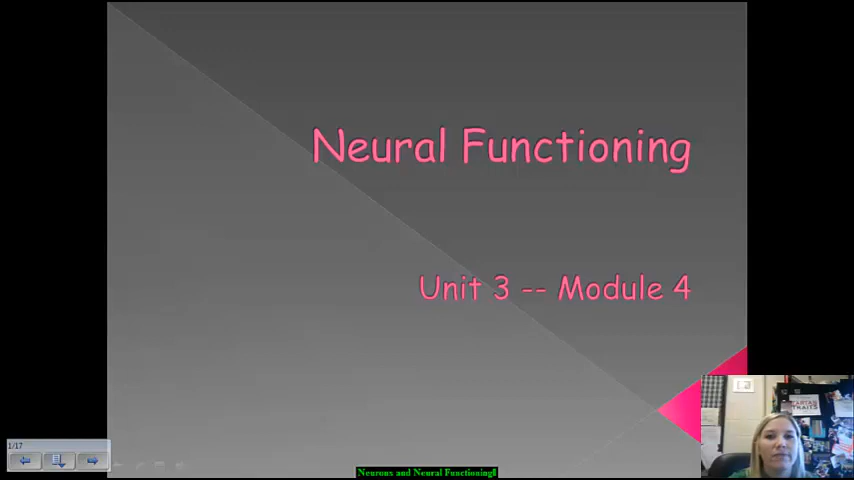 Neural Functioning
Unit 3 -- Module 4
1/17
Neurons and Neural Functioning